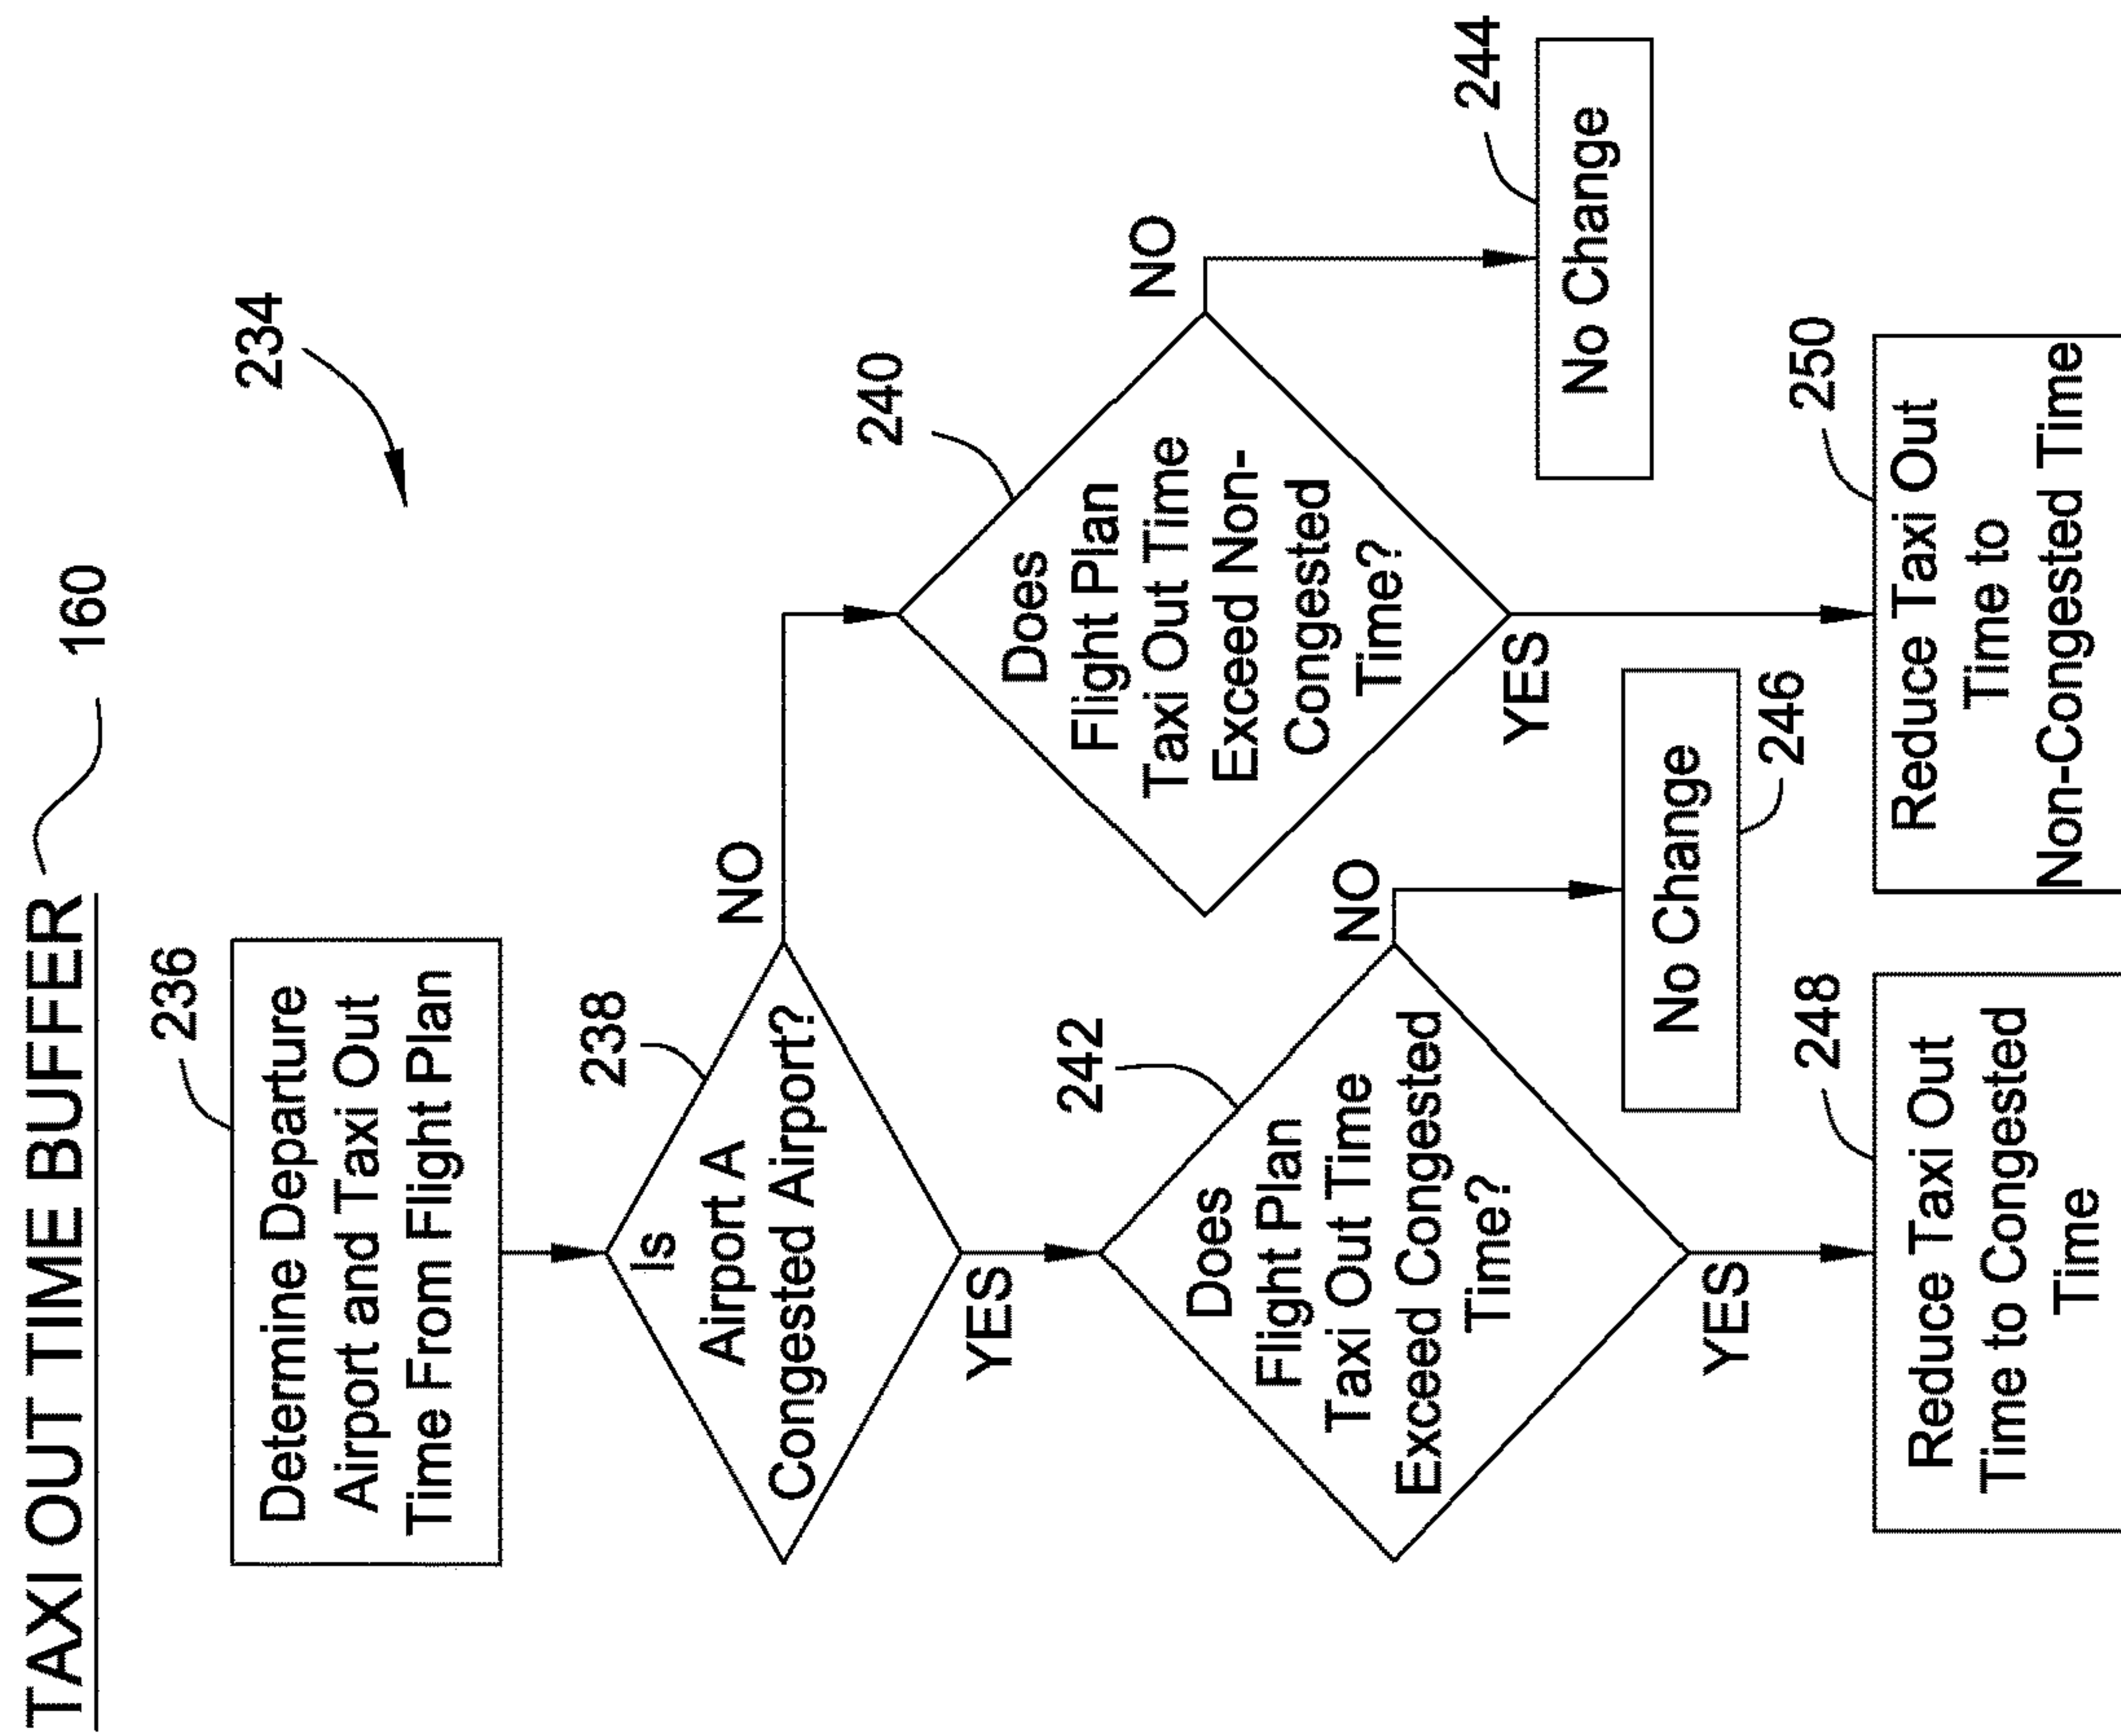 TAXI OUT TIME BUFFER
160
234
236
Determine Departure
Airport and Taxi Out
Time From Flight Plan
238
Is
Airport A
Congested Airport?
NO
YES
240
Does
Flight Plan
Taxi Out Time
Exceed Non-
Congested
Time?
NO
YES
244
No Change
242
Does
Flight Plan
Taxi Out Time
Exceed Congested
Time?
NO
YES
No Change
246
248
Reduce Taxi Out
Time to Congested
Time
250
Reduce Taxi Out
Time to
Non-Congested Time